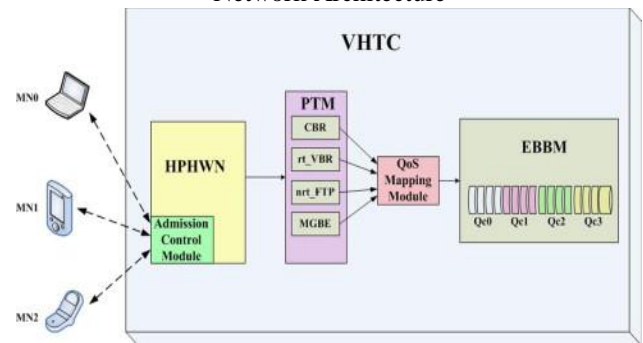 Network Architecture
VHTC
MN0
MN1
MN2
HPHWN
Admission
Control
Module
PTM
CBR
rt_VBR
nrt_FTP
MGBE
QoS
Mapping
Module
EBBM
Qc0 Qc1 Qc2 Qc3